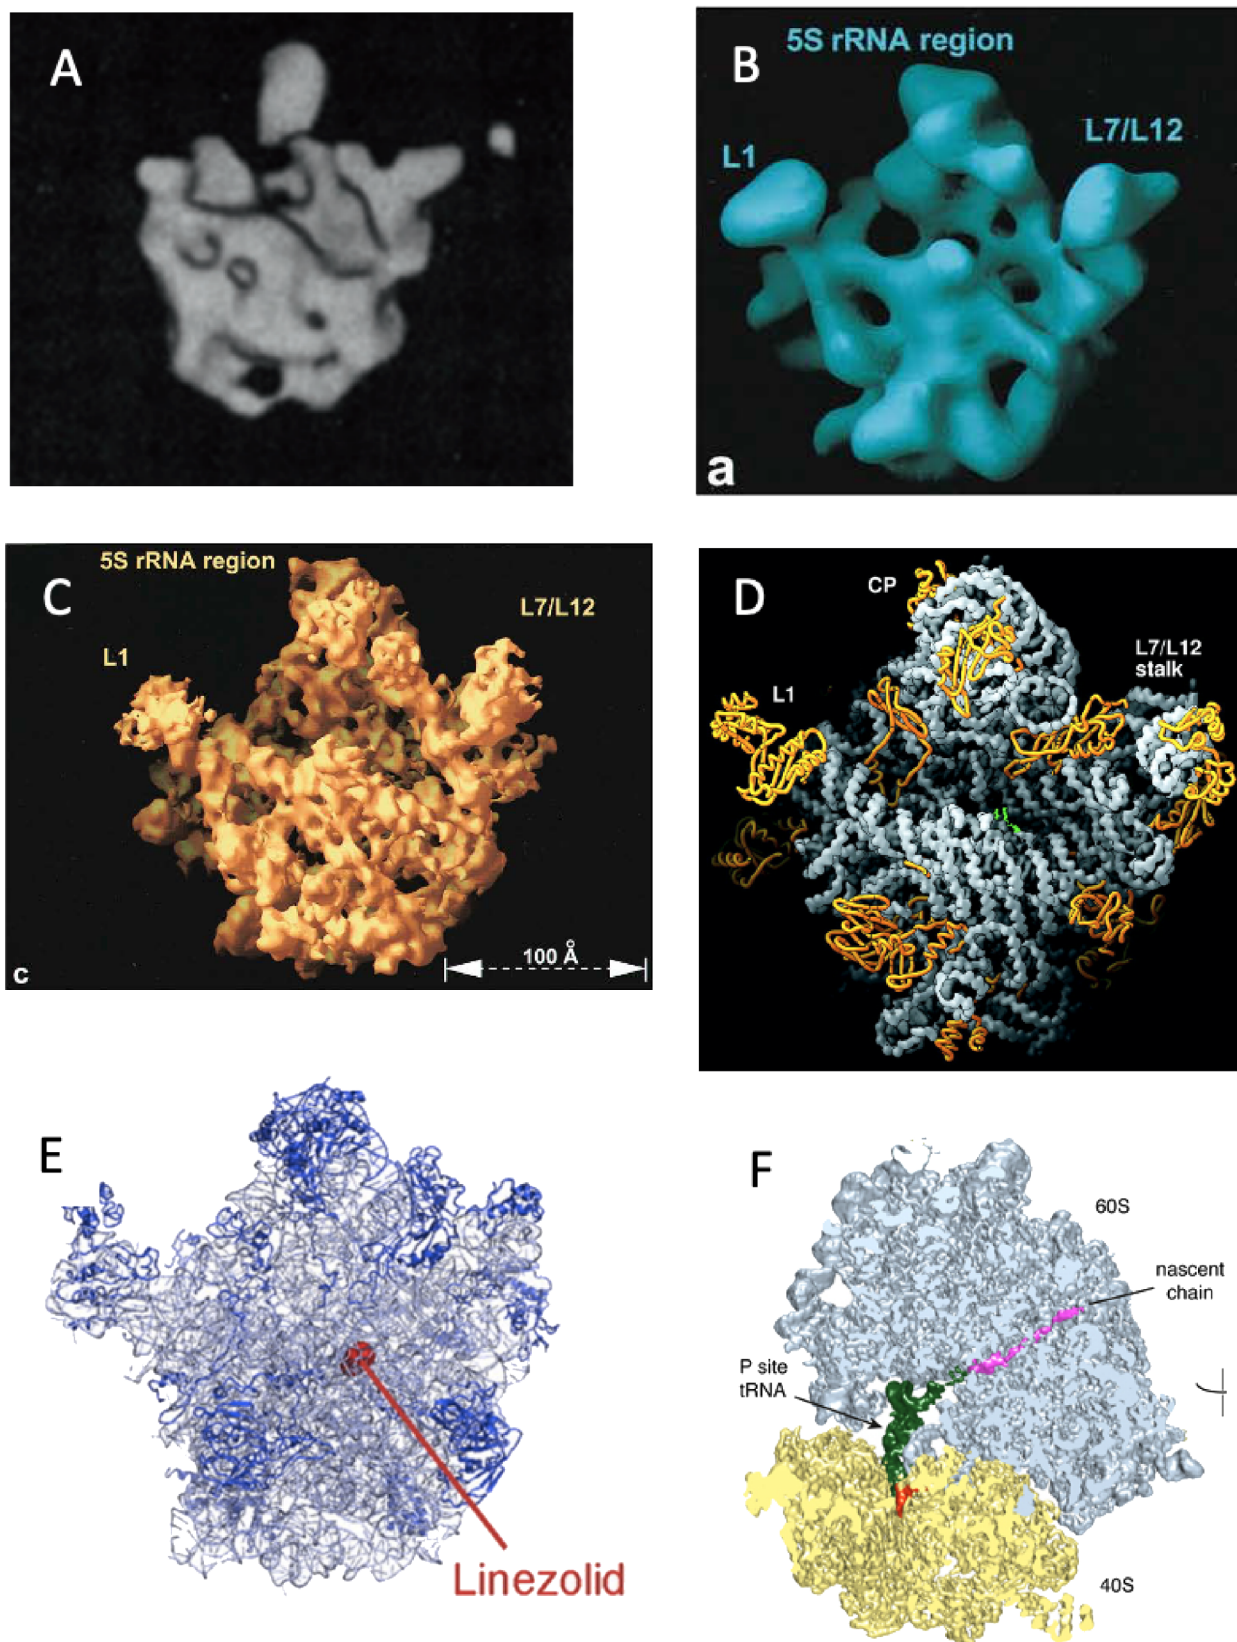 A
B
5S rRNA region
L1
L7/L12
a
C
5S rRNA region
L1
L7/L12
100 Å
c
D
CP
L7/L12
stalk
L1
E
Linezolid
F
60S
nascent
chain
P site
tRNA
40S